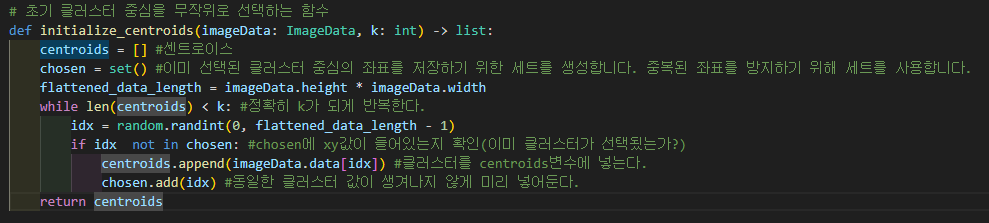 # 초기 클러스터 중심을 무작위로 선택하는 함수
def initialize_centroids(imageData: ImageData, k: int) -> list:
    centroids = [] #센트로이스
    chosen = set() #이미 선택된 클러스터 중심의 좌표를 저장하기 위한 세트를 생성합니다. 중복된 좌표를 방지하기 위해 세트를 사용합니다.
    flattened_data_length = imageData.height * imageData.width
    while len(centroids) < k: #정확히 k가 되게 반복한다.
        idx = random.randint(0, flattened_data_length - 1)
        if idx  not in chosen: #chosen에 xy값이 들어있는지 확인(이미 클러스터가 선택됬는가?)
            centroids.append(imageData.data[idx]) #클러스터를 centroids변수에 넣는다.
            chosen.add(idx) #동일한 클러스터 값이 생겨나지 않게 미리 넣어둔다.
    return centroids